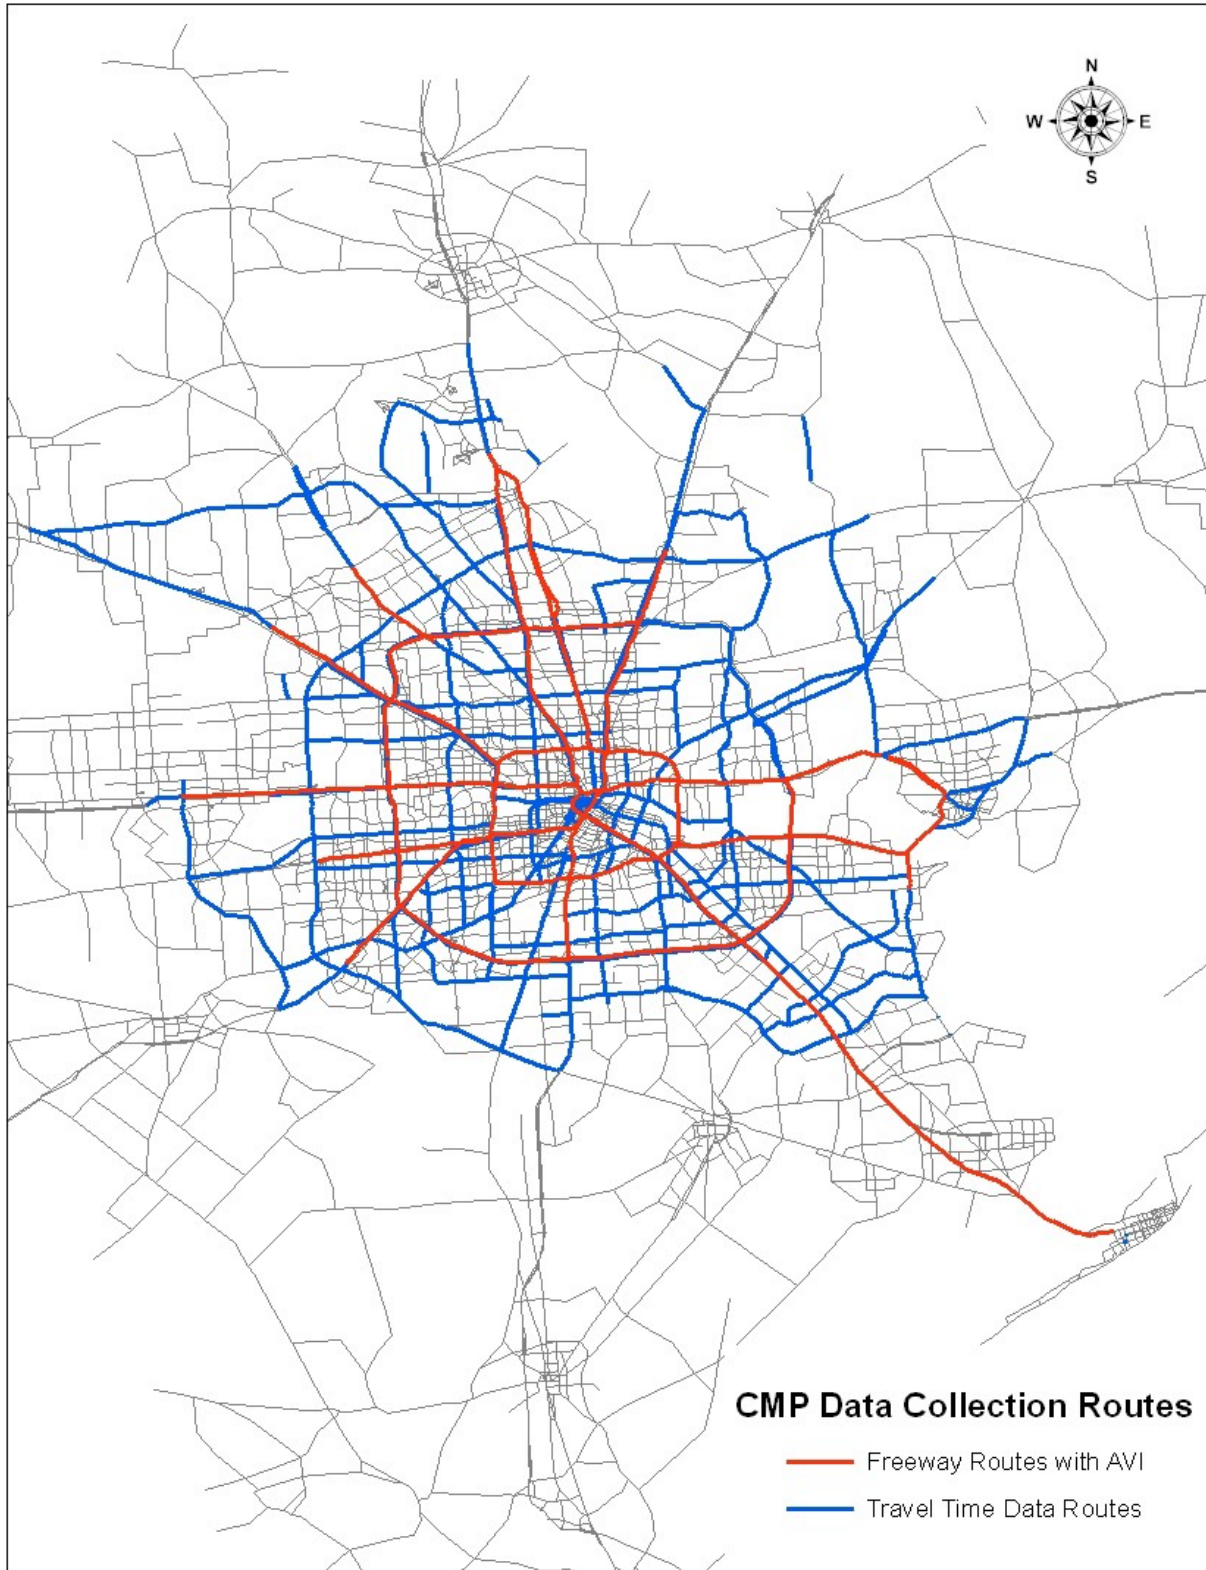 N
W E
S
CMP Data Collection Routes
Freeway Routes with AVI
Travel Time Data Routes